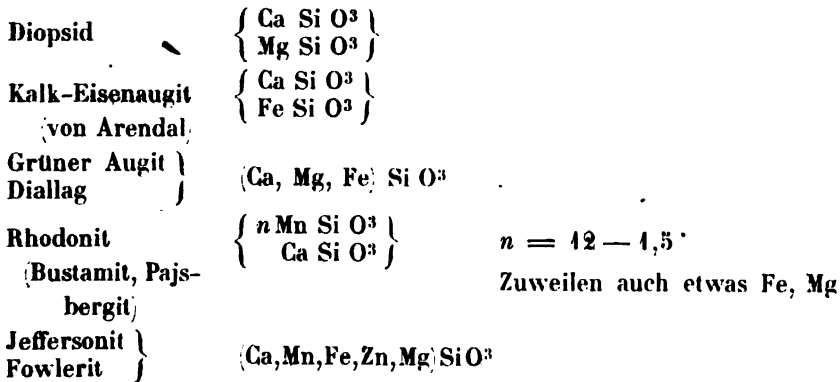 Diopsid { Ca Si O³ }
{ Mg Si O³ }
Kalk-Eisenaugit { Ca Si O³ }
(von Arendal) { Fe Si O³ }
Grüner Augit }
Diallag } (Ca, Mg, Fe) Si O³
Rhodonit { n Mn Si O³ } n = 12 — 1,5
(Bustamit, Pajs- { Ca Si O³ } Zuweilen auch etwas Fe, Mg
bergit)
Jeffersonit }
Fowlerit } (Ca,Mn,Fe,Zn,Mg) Si O³